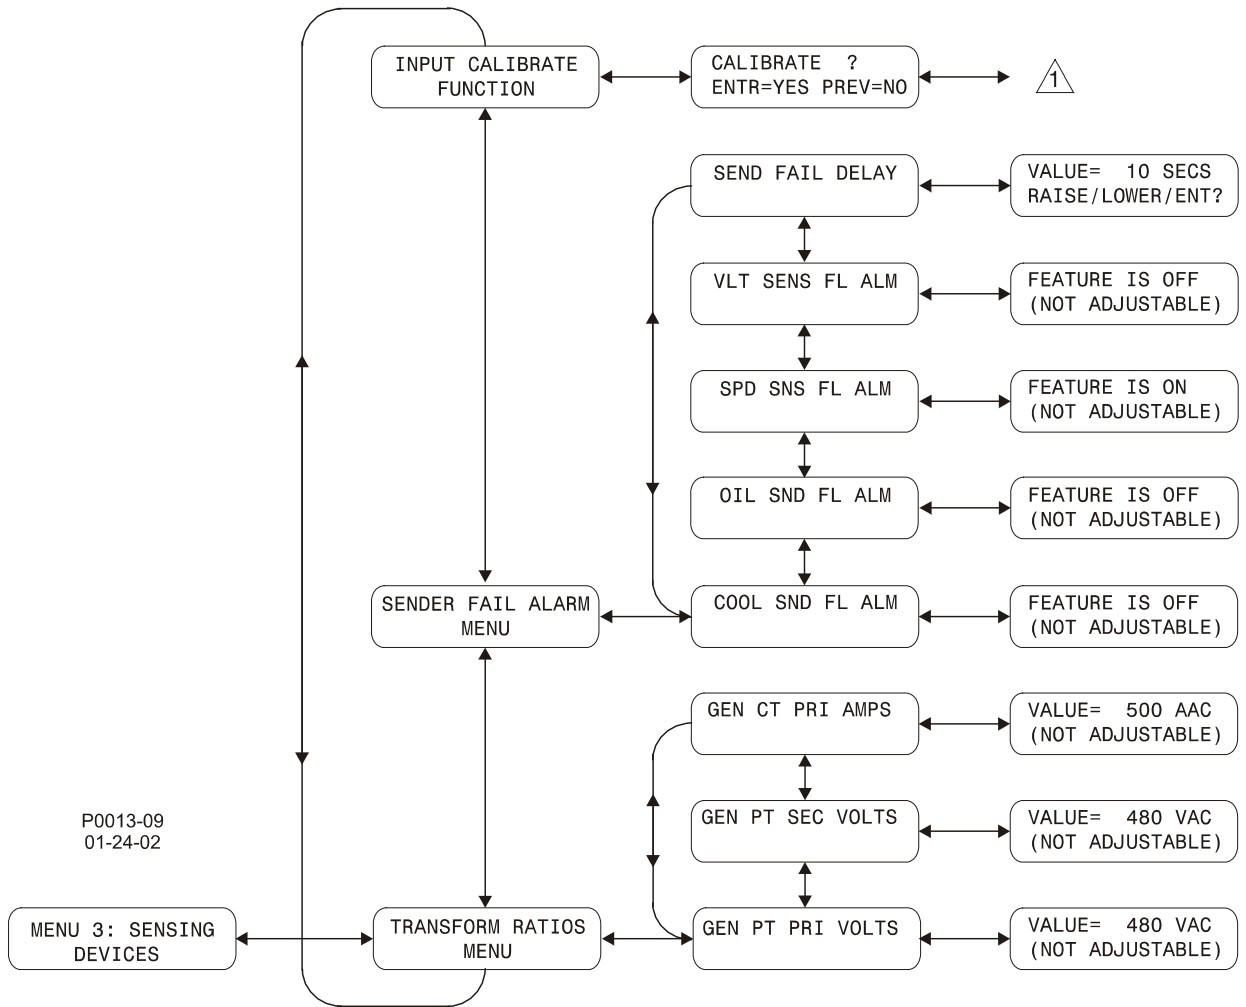 INPUT CALIBRATE
FUNCTION
CALIBRATE ?
ENTR=YES PREV=NO
1
SEND FAIL DELAY
VALUE= 10 SECS
RAISE/LOWER/ENT?
VLT SENS FL ALM
FEATURE IS OFF
(NOT ADJUSTABLE)
SPD SNS FL ALM
FEATURE IS ON
(NOT ADJUSTABLE)
OIL SND FL ALM
FEATURE IS OFF
(NOT ADJUSTABLE)
SENDER FAIL ALARM
MENU
COOL SND FL ALM
FEATURE IS OFF
(NOT ADJUSTABLE)
GEN CT PRI AMPS
VALUE= 500 AAC
(NOT ADJUSTABLE)
GEN PT SEC VOLTS
VALUE= 480 VAC
(NOT ADJUSTABLE)
P0013-09
01-24-02
MENU 3: SENSING
DEVICES
TRANSFORM RATIOS
MENU
GEN PT PRI VOLTS
VALUE= 480 VAC
(NOT ADJUSTABLE)